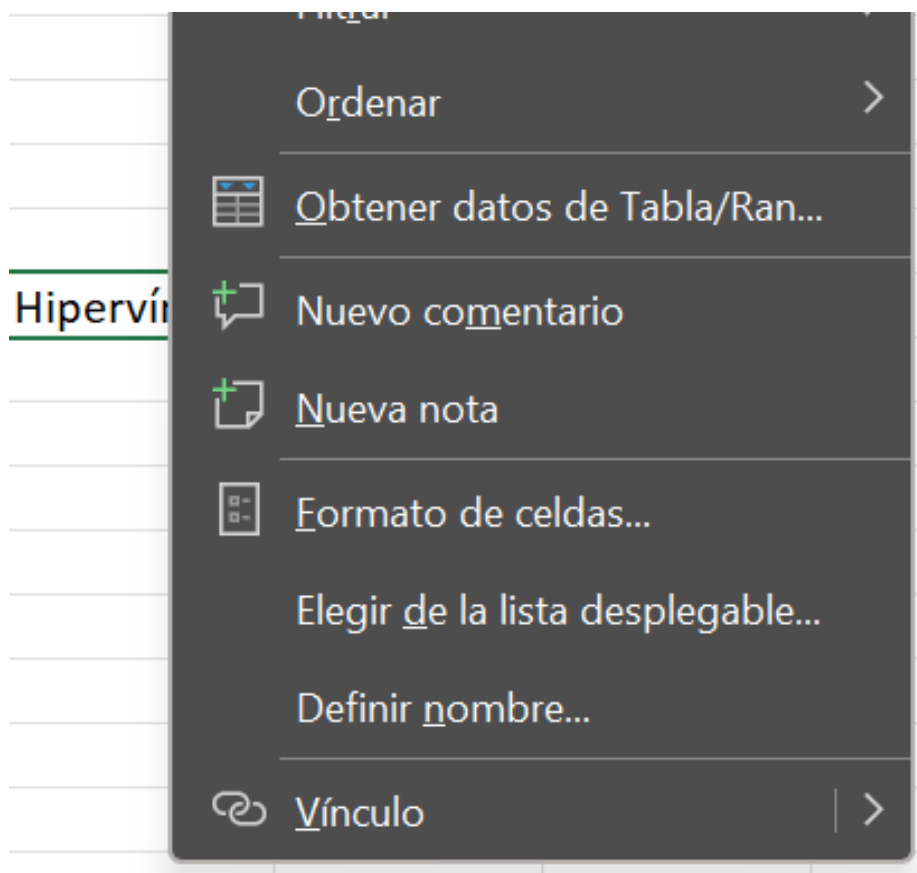 Ordenar
Obtener datos de Tabla/Ran...
Nuevo comentario
Nueva nota
Formato de celdas...
Elegir de la lista desplegable...
Definir nombre...
Vínculo